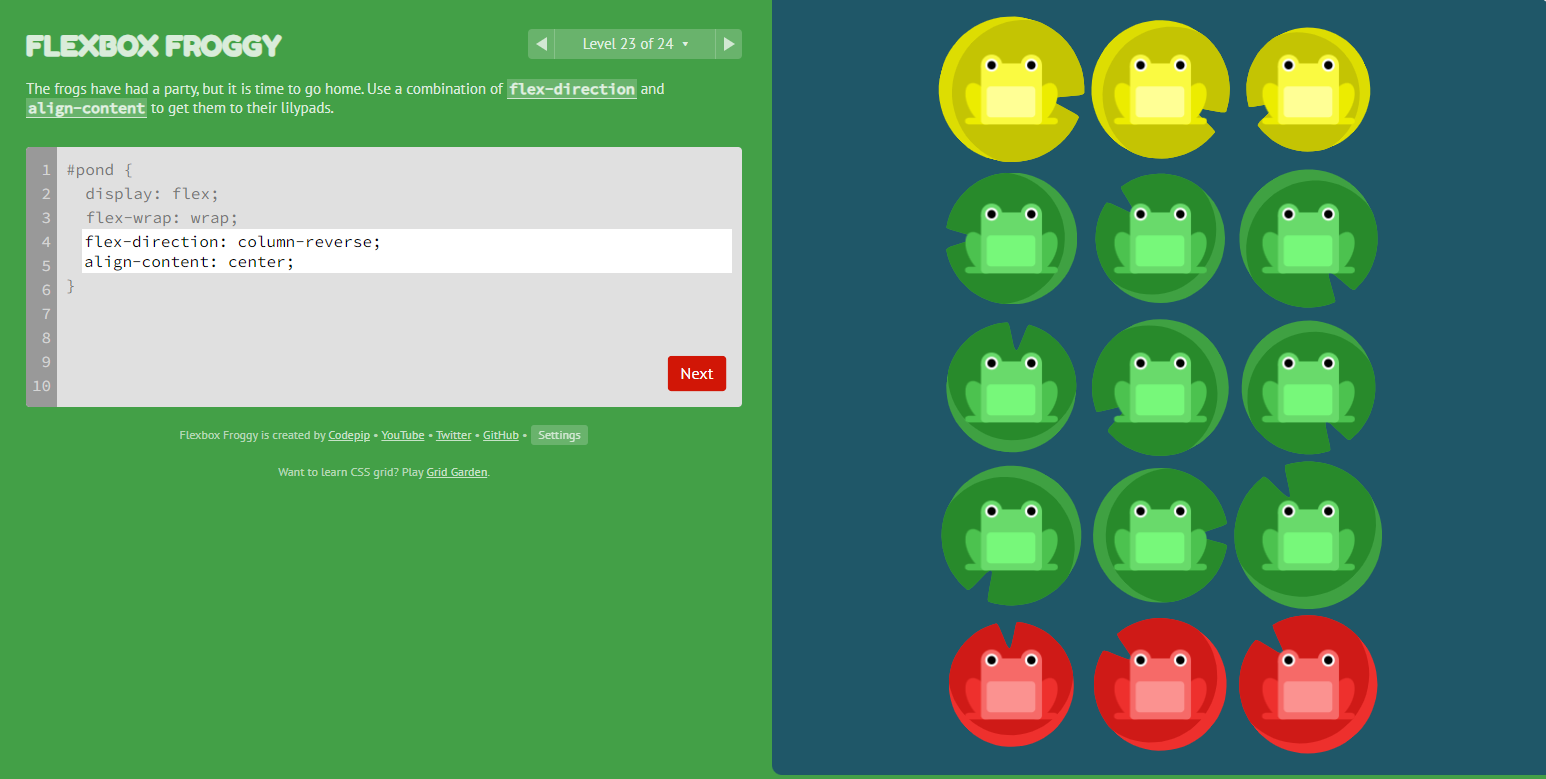 FLEXBOX FROGGY
◀ Level 23 of 24 ▾ ▶
The frogs have had a party, but it is time to go home. Use a combination of flex-direction and
align-content to get them to their lilypads.
1 #pond {
2 display: flex;
3 flex-wrap: wrap;
4 flex-direction: column-reverse;
5 align-content: center;
6 }
7
8
9
10
Next
Flexbox Froggy is created by Codepip • YouTube • Twitter • GitHub • Settings
Want to learn CSS grid? Play Grid Garden.